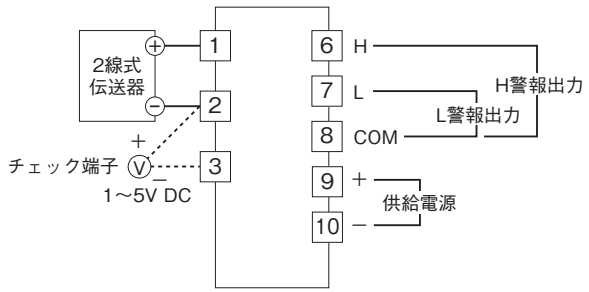 2線式
伝送器
+
−
1
2
3
+
チェック端子 V
−
1〜5V DC
6 H
7 L
8 COM
9 +
10 −
H警報出力
L警報出力
供給電源